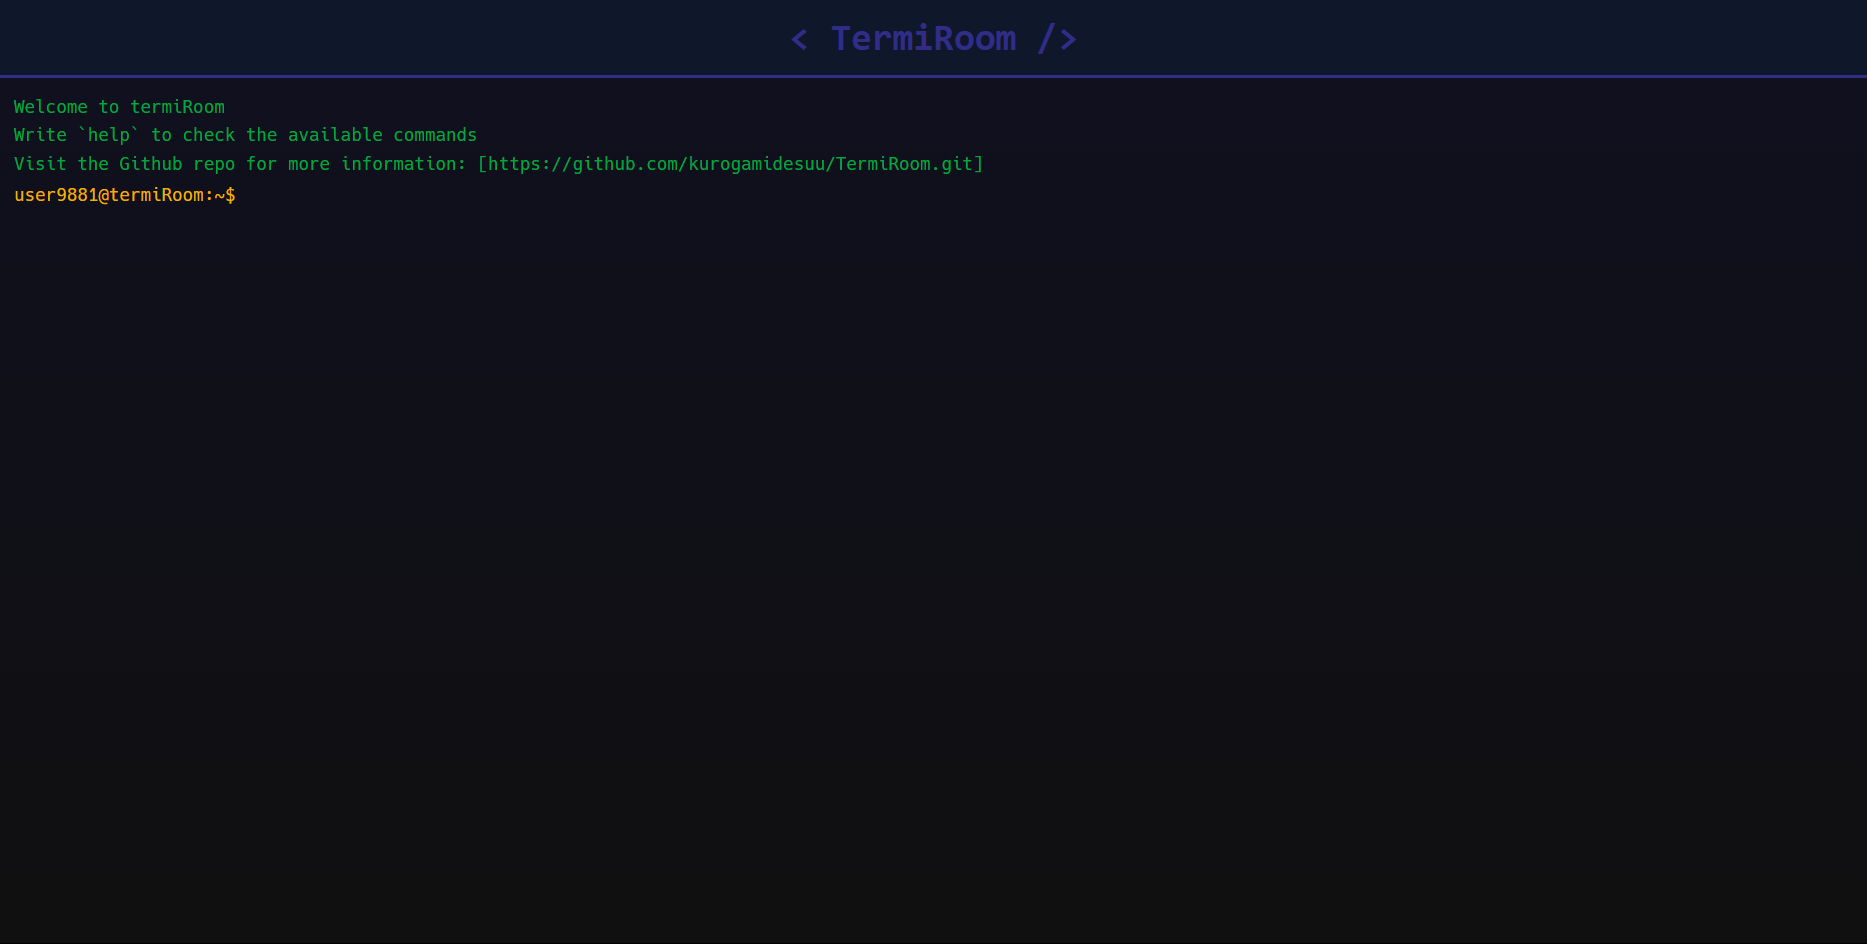 < TermiRoom />
Welcome to termiRoom
Write `help` to check the available commands
Visit the Github repo for more information: [https://github.com/kurogamidesuu/TermiRoom.git]
user9881@termiRoom:~$